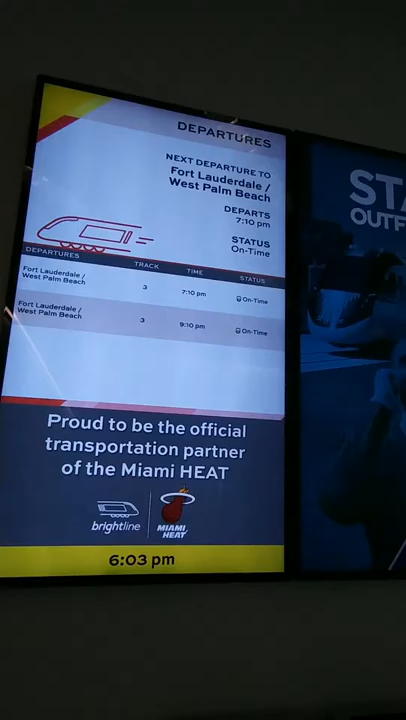 DEPARTURES
NEXT DEPARTURE TO
Fort Lauderdale /
West Palm Beach
DEPARTS
7:10 pm
STATUS
On-Time
DEPARTURES TRACK TIME STATUS
Fort Lauderdale /
West Palm Beach 3 7:10 pm On-Time
Fort Lauderdale /
West Palm Beach 3 9:10 pm On-Time
Proud to be the official
transportation partner
of the Miami HEAT
brightline
MIAMI
HEAT
6:03 pm